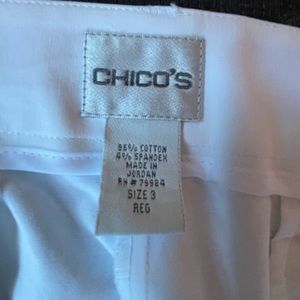 CHICO'S
96% COTTON
4% SPANDEX
MADE IN
JORDAN
RN # 79984
SIZE 3
REG